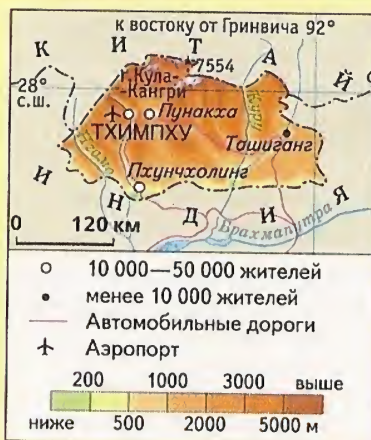 к востоку от Гринвича 92°
К И Т А Й
7554
г. Кула-
Кангри
28°
с.ш.
Пунакха
ТХИМПХУ
Ташиганг
Пхунчхолинг
И Н Д И Я
Брахмапутра
0 120 км
10 000—50 000 жителей
менее 10 000 жителей
Автомобильные дороги
Аэропорт
200 1000 3000 выше
ниже 500 2000 5000 м